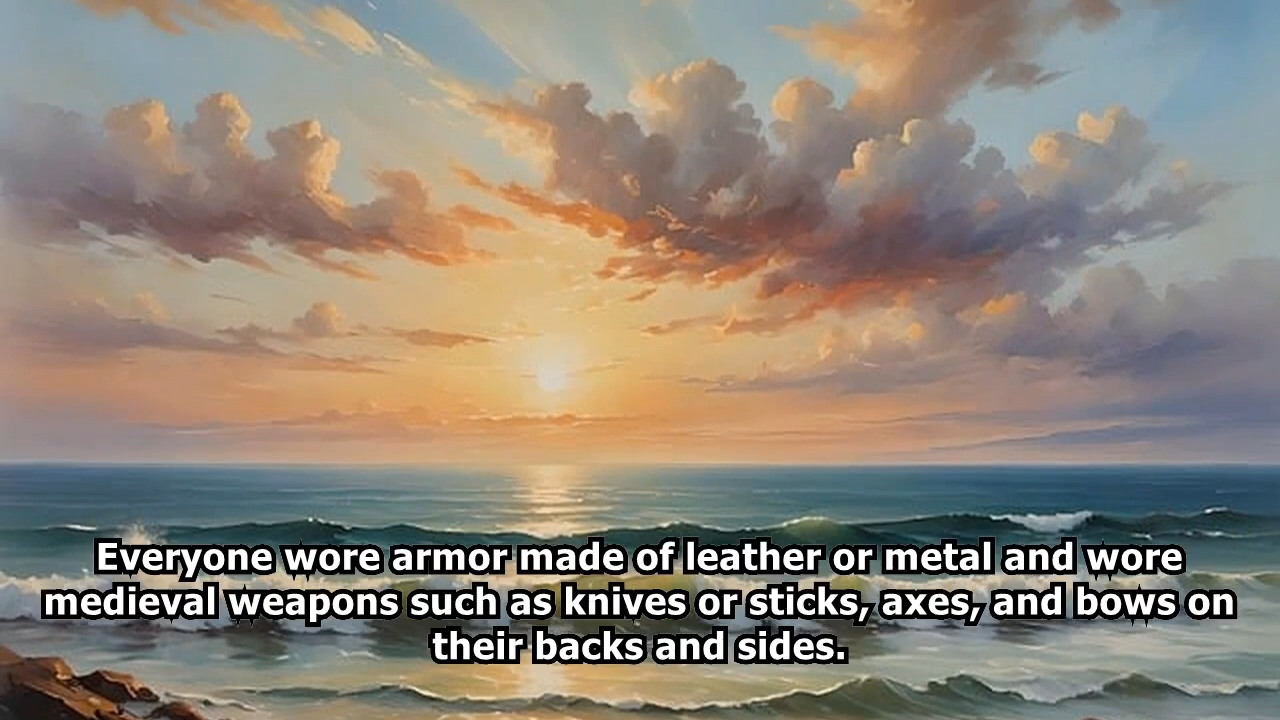 Everyone wore armor made of leather or metal and wore
medieval weapons such as knives or sticks, axes, and bows on
their backs and sides.